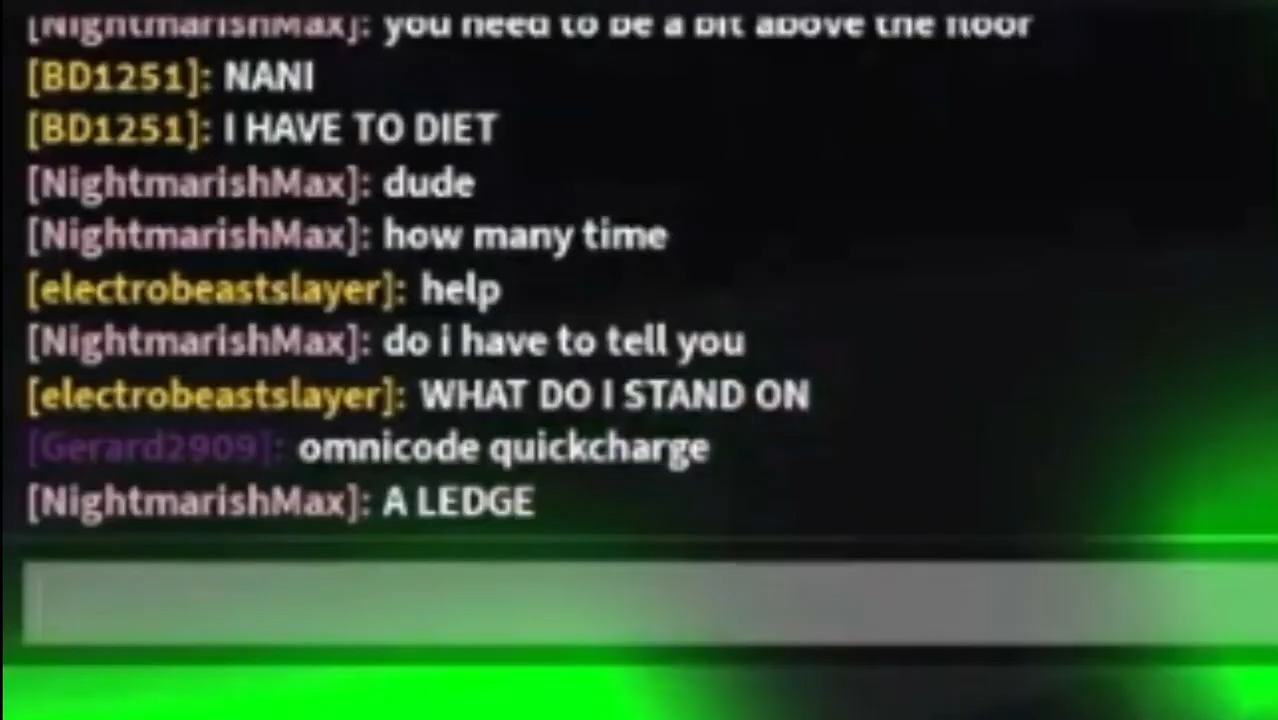 [NightmarishMax]: you need to be a bit above the floor
[BD1251]: NANI
[BD1251]: I HAVE TO DIET
[NightmarishMax]: dude
[NightmarishMax]: how many time
[electrobeastslayer]: help
[NightmarishMax]: do i have to tell you
[electrobeastslayer]: WHAT DO I STAND ON
[Gerard2909]: omnicode quickcharge
[NightmarishMax]: A LEDGE